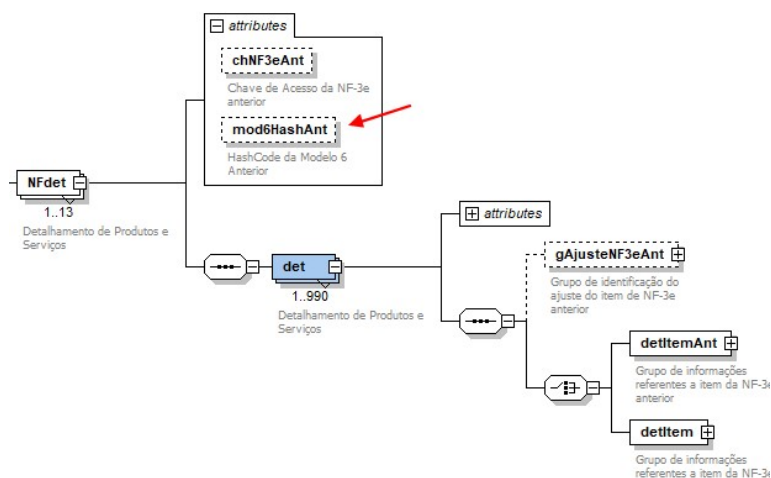 attributes
chNF3eAnt
Chave de Acesso da NF-3e
anterior
mod6HashAnt
HashCode da Modelo 6
Anterior
NFdet
1..13
Detalhamento de Produtos e
Serviços
attributes
det
1..990
Detalhamento de Produtos e
Serviços
gAjusteNF3eAnt
Grupo de identificação do
ajuste do item de NF-3e
anterior
detItemAnt
Grupo de informações
referentes a item da NF-3e
anterior
detItem
Grupo de informações
referentes a item da NF-3e